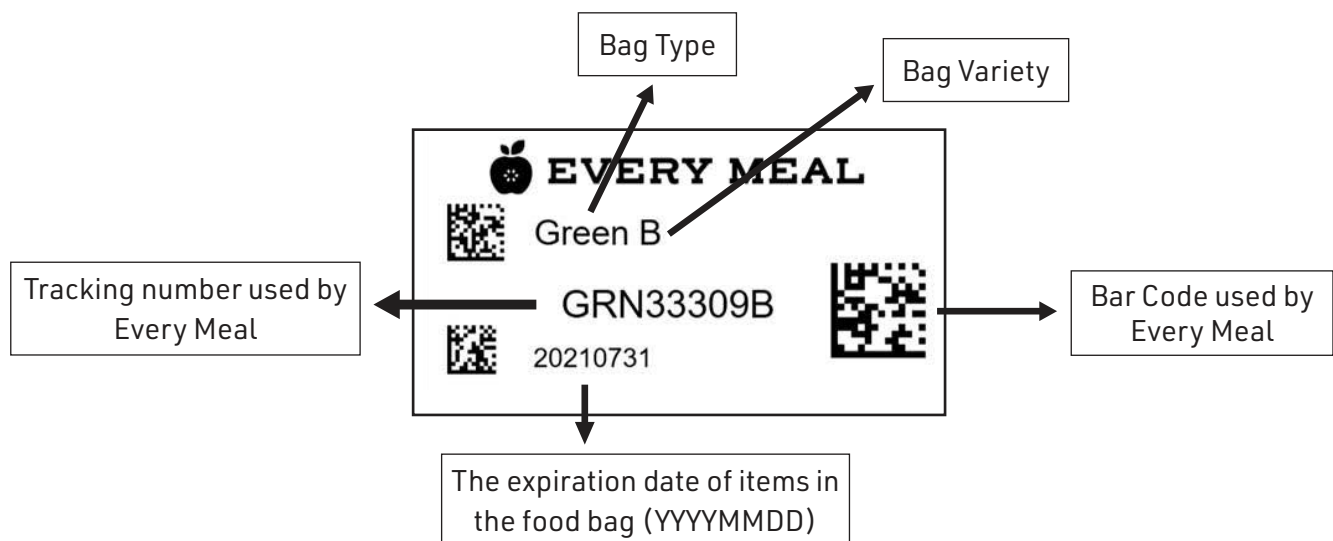 Bag Type
Bag Variety
EVERY MEAL
Green B
Tracking number used by
Every Meal
GRN33309B
Bar Code used by
Every Meal
20210731
The expiration date of items in
the food bag (YYYYMMDD)